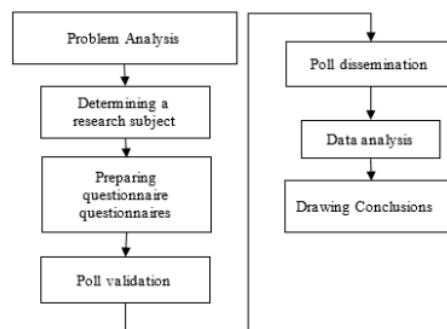 Problem Analysis
Determining a
research subject
Preparing
questionnaire
questionnaires
Poll validation
Poll dissemination
Data analysis
Drawing Conclusions